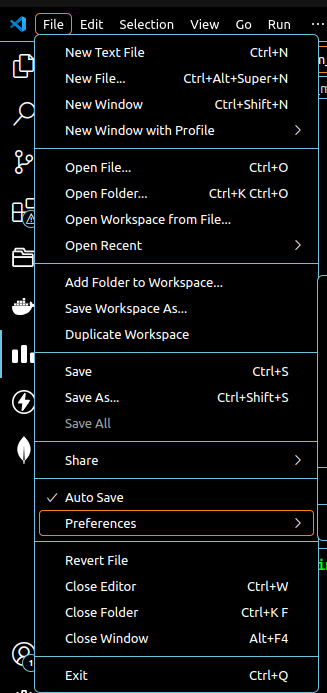 File Edit Selection View Go Run
New Text File Ctrl+N
New File... Ctrl+Alt+Super+N
New Window Ctrl+Shift+N
New Window with Profile
Open File... Ctrl+O
Open Folder... Ctrl+K Ctrl+O
Open Workspace from File...
Open Recent
Add Folder to Workspace...
Save Workspace As...
Duplicate Workspace
Save Ctrl+S
Save As... Ctrl+Shift+S
Save All
Share
Auto Save
Preferences
Revert File
Close Editor Ctrl+W
Close Folder Ctrl+K F
Close Window Alt+F4
1
Exit Ctrl+Q